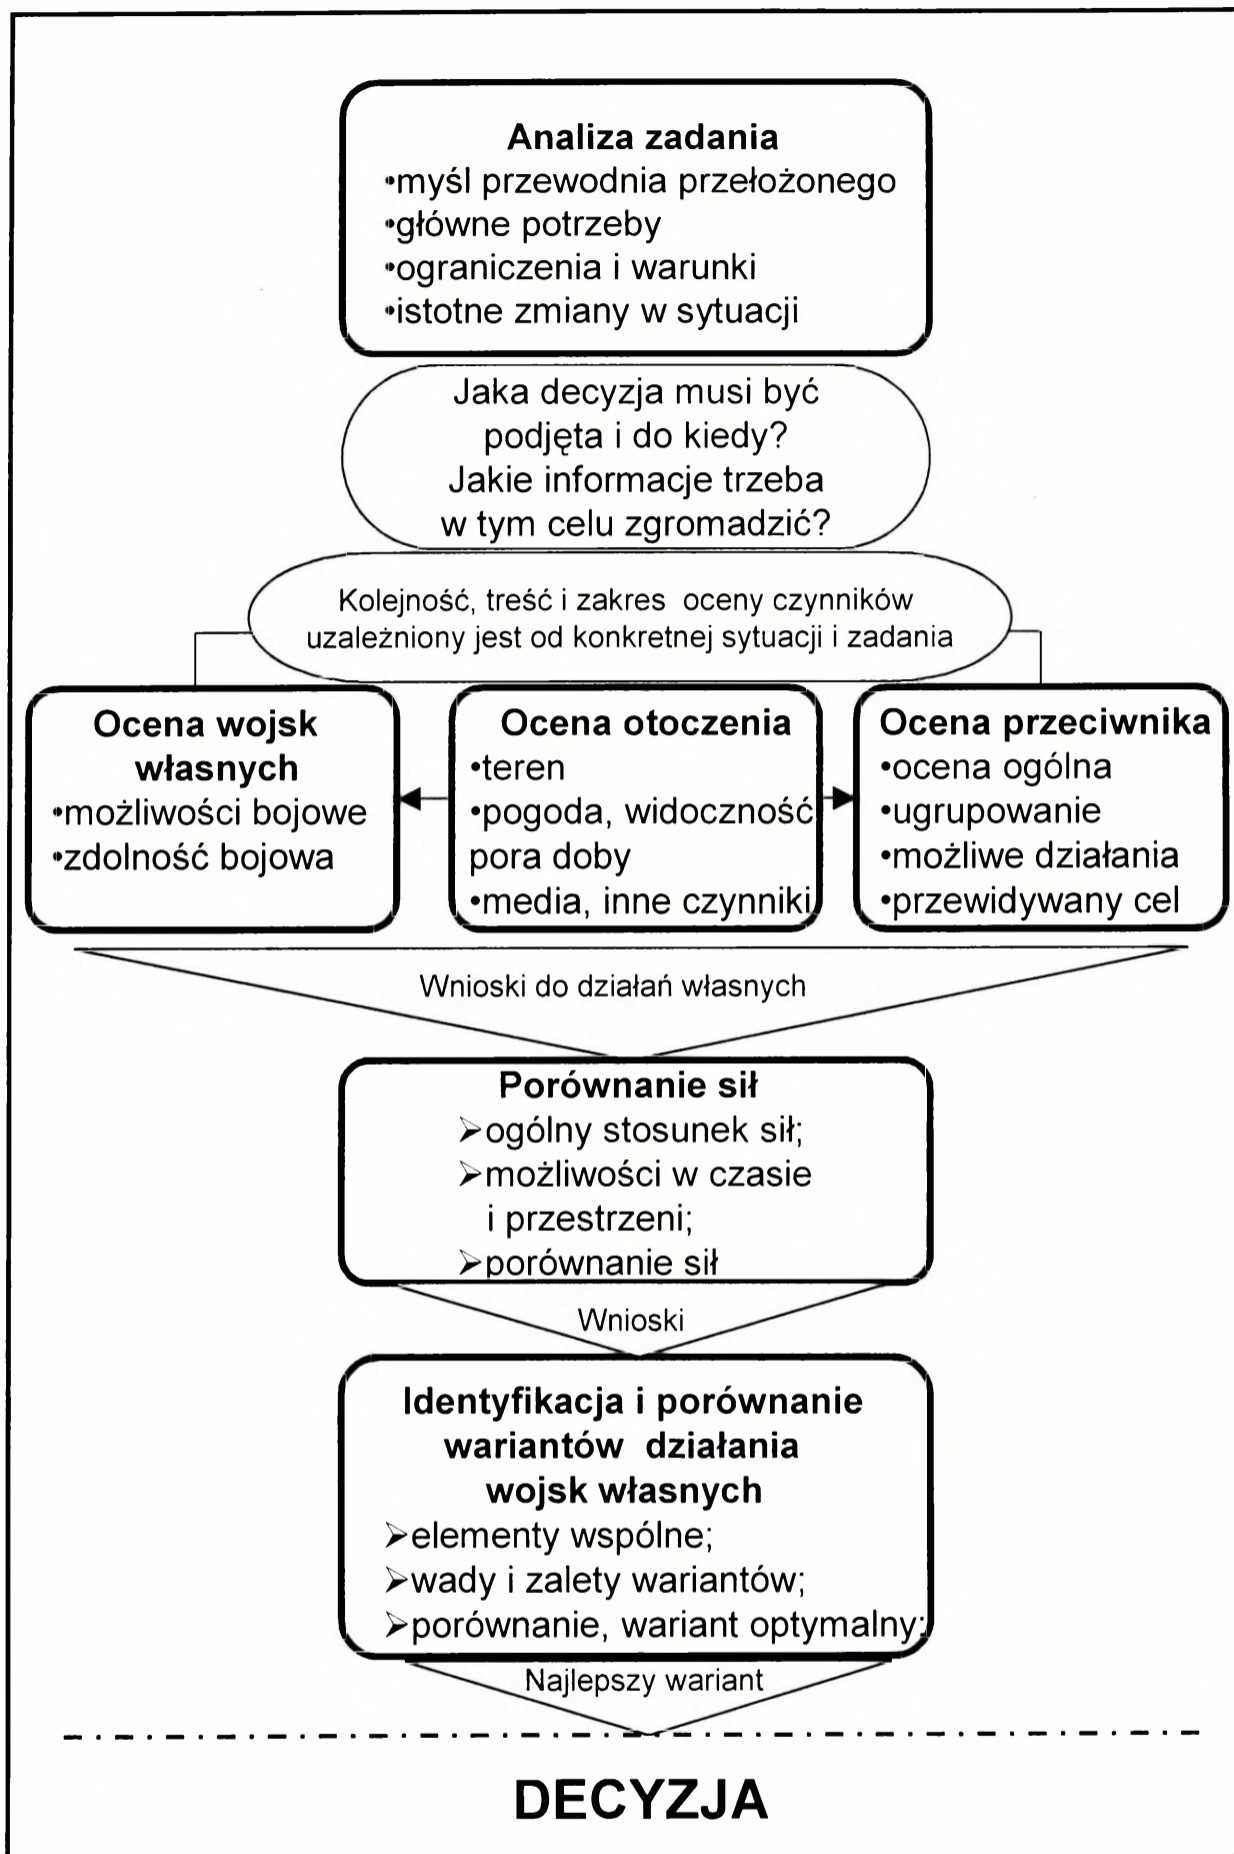 Analiza zadania
•myśl przewodnia przełożonego
•główne potrzeby
•ograniczenia i warunki
•istotne zmiany w sytuacji
Jaka decyzja musi być
podjęta i do kiedy?
Jakie informacje trzeba
w tym celu zgromadzić?
Kolejność, treść i zakres oceny czynników
uzależniony jest od konkretnej sytuacji i zadania
Ocena wojsk
własnych
•możliwości bojowe
•zdolność bojowa
Ocena otoczenia
•teren
•pogoda, widoczność
pora doby
•media, inne czynniki
Ocena przeciwnika
•ocena ogólna
•ugrupowanie
•możliwe działania
•przewidywany cel
Wnioski do działań własnych
Porównanie sił
➢ogólny stosunek sił;
➢możliwości w czasie
i przestrzeni;
➢porównanie sił
Wnioski
Identyfikacja i porównanie
wariantów działania
wojsk własnych
➢elementy wspólne;
➢wady i zalety wariantów;
➢porównanie, wariant optymalny;
Najlepszy wariant
DECYZJA